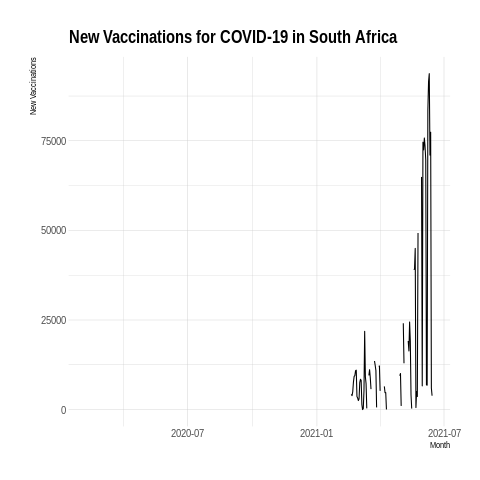 New Vaccinations for COVID-19 in South Africa
New Vaccinations
75000
50000
25000
0
2020-07
2021-01
2021-07
Month